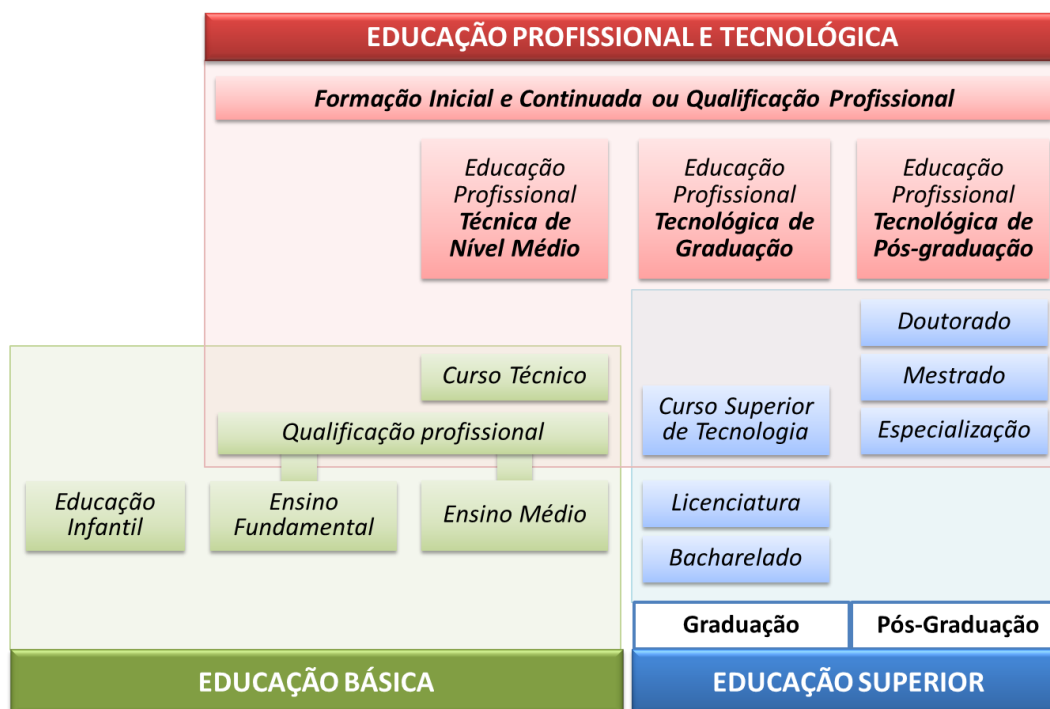 EDUCAÇÃO PROFISSIONAL E TECNOLÓGICA
Formação Inicial e Continuada ou Qualificação Profissional
Educação
Profissional
Técnica de
Nível Médio
Educação
Profissional
Tecnológica de
Graduação
Educação
Profissional
Tecnológica de
Pós-graduação
Doutorado
Curso Técnico
Mestrado
Curso Superior
de Tecnologia
Qualificação profissional
Especialização
Educação
Infantil
Ensino
Fundamental
Ensino Médio
Licenciatura
Bacharelado
Graduação
Pós-Graduação
EDUCAÇÃO BÁSICA
EDUCAÇÃO SUPERIOR